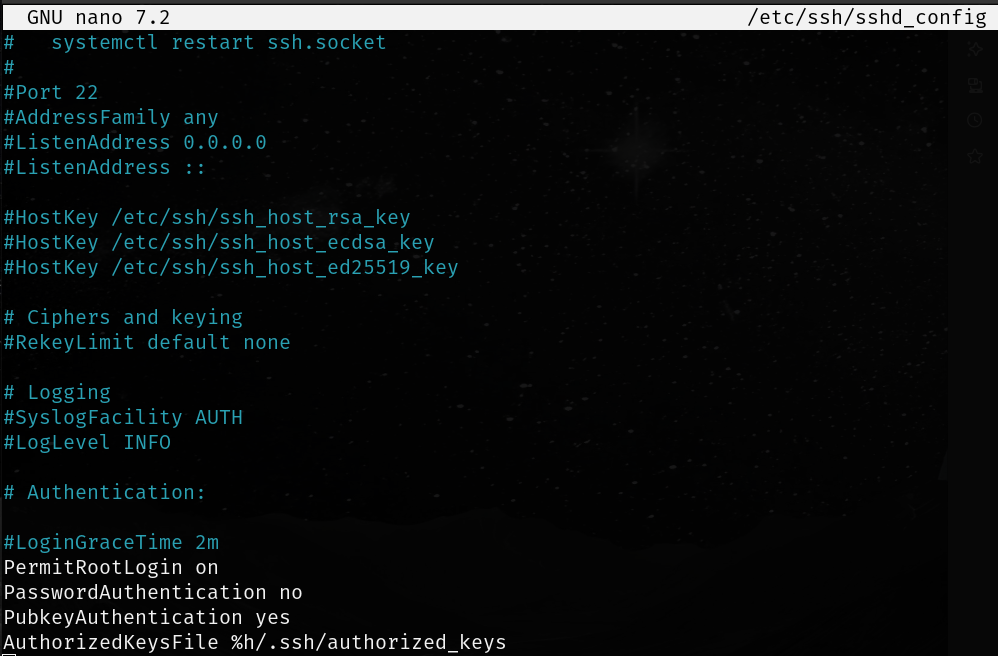 GNU nano 7.2 /etc/ssh/sshd_config
#   systemctl restart ssh.socket
#
#Port 22
#AddressFamily any
#ListenAddress 0.0.0.0
#ListenAddress ::
#HostKey /etc/ssh/ssh_host_rsa_key
#HostKey /etc/ssh/ssh_host_ecdsa_key
#HostKey /etc/ssh/ssh_host_ed25519_key
# Ciphers and keying
#RekeyLimit default none
# Logging
#SyslogFacility AUTH
#LogLevel INFO
# Authentication:
#LoginGraceTime 2m
PermitRootLogin on
PasswordAuthentication no
PubkeyAuthentication yes
AuthorizedKeysFile %h/.ssh/authorized_keys